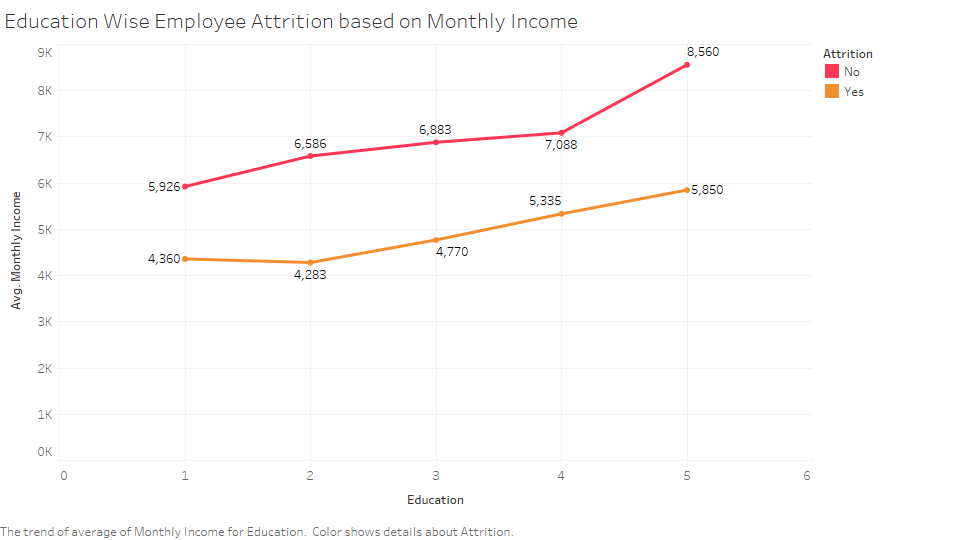 Education Wise Employee Attrition based on Monthly Income
Attrition
No
Yes
Avg. Monthly Income
9K
8K
7K
6K
5K
4K
3K
2K
1K
0K
8,560
6,883
6,586
7,088
5,926
5,850
5,335
4,770
4,360
4,283
0 1 2 3 4 5 6
Education
The trend of average of Monthly Income for Education. Color shows details about Attrition.